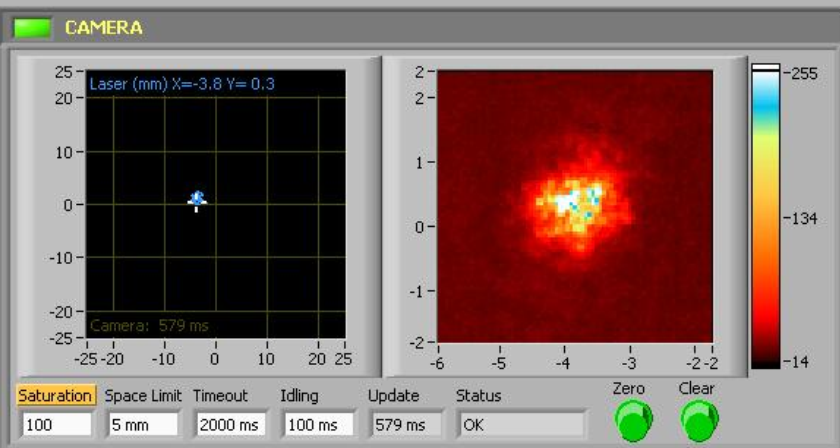 CAMERA
Laser (mm) X=-3.8 Y= 0.3
25
20
10
0
-10
-20
-25
-25 -20 -10 0 10 20 25
Camera: 579 ms
2
2
1
0
-1
-2
-6 -5 -4 -3 -2 -2
255
134
14
Saturation Space Limit Timeout Idling Update Status Zero Clear
100 5 mm 2000 ms 100 ms 579 ms OK